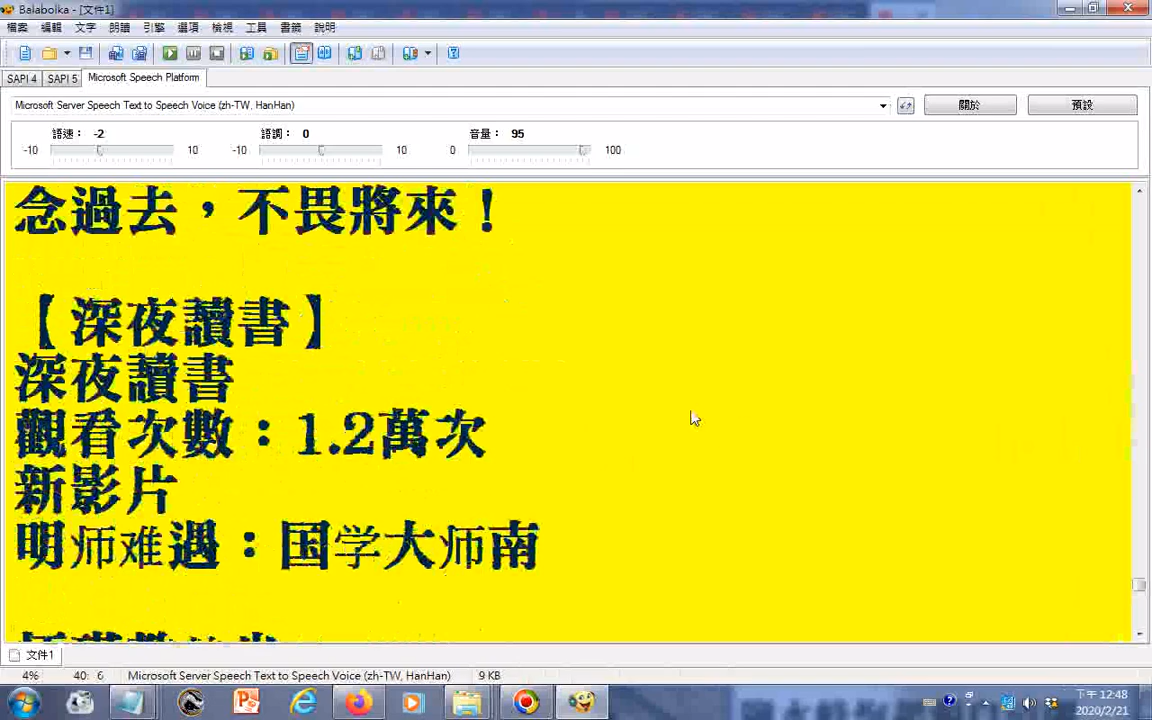 Balabolka - [文件1]
檔案 編輯 文字 朗讀 引擎 選項 檢視 工具 書籤 說明
SAPI 4 SAPI 5 Microsoft Speech Platform
Microsoft Server Speech Text to Speech Voice (zh-TW, HanHan) 關於 預設
語速： -2 語調： 0 音量： 95
-10 10 -10 10 0 100
念過去，不畏將來！
【深夜讀書】
深夜讀書
觀看次數：1.2萬次
新影片
明师难遇：国学大师南
文件1
4% 40: 6 Microsoft Server Speech Text to Speech Voice (zh-TW, HanHan) 9 KB
下午 12:48
2020/2/21